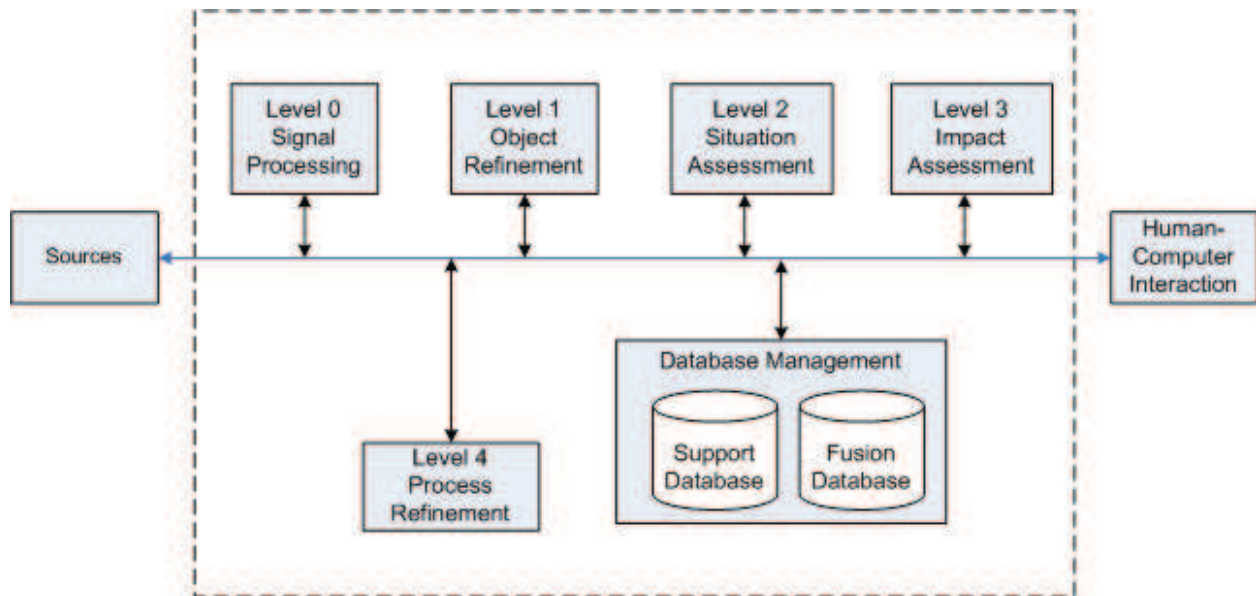 Level 0
Signal
Processing
Level 1
Object
Refinement
Level 2
Situation
Assessment
Level 3
Impact
Assessment
Sources
Human-
Computer
Interaction
Database Management
Support
Database
Fusion
Database
Level 4
Process
Refinement